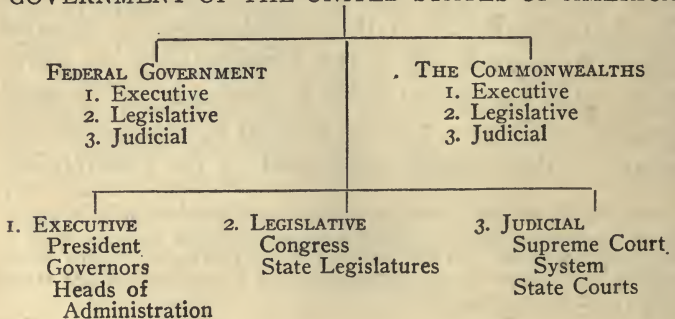 GOVERNMENT OF THE UNITED STATES OF AMERICA
FEDERAL GOVERNMENT
1. Executive
2. Legislative
3. Judicial
THE COMMONWEALTHS
1. Executive
2. Legislative
3. Judicial
1. EXECUTIVE
President
Governors
Heads of
Administration
2. LEGISLATIVE
Congress
State Legislatures
3. JUDICIAL
Supreme Court
System
State Courts